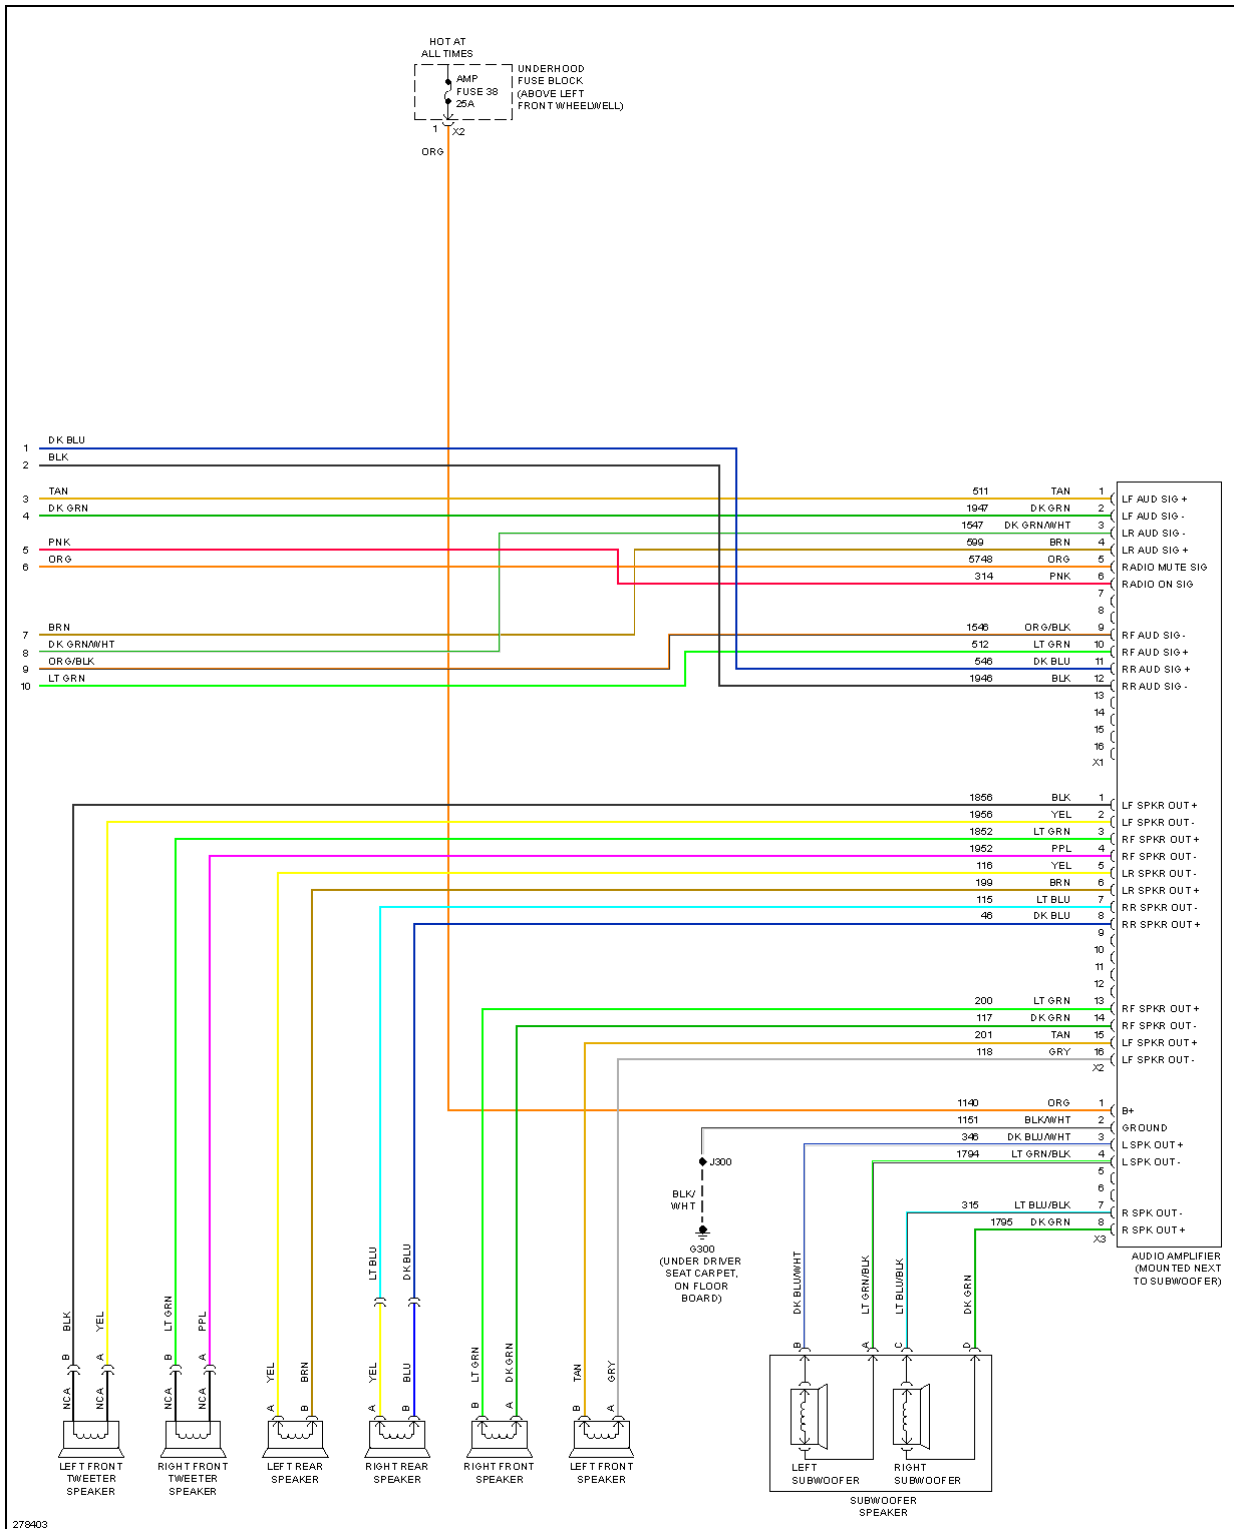 HOT AT
ALL TIMES
AMP
FUSE 38
25A
UNDERHOOD
FUSE BLOCK
(ABOVE LEFT
FRONT WHEELWELL)
1 X2
ORG
1 DK BLU
2 BLK
3 TAN
4 DK GRN
5 PNK
6 ORG
7 BRN
8 DK GRN/WHT
9 ORG/BLK
10 LT GRN
511 TAN 1 LF AUD SIG +
1947 DK GRN 2 LF AUD SIG -
1547 DK GRN/WHT 3 LR AUD SIG -
599 BRN 4 LR AUD SIG +
5748 ORG 5 RADIO MUTE SIG
314 PNK 6 RADIO ON SIG
7
8
1546 ORG/BLK 9 RF AUD SIG -
512 LT GRN 10 RF AUD SIG +
546 DK BLU 11 RR AUD SIG +
1946 BLK 12 RR AUD SIG -
13
14
15
16
X1
1856 BLK 1 LF SPKR OUT +
1956 YEL 2 LF SPKR OUT -
1852 LT GRN 3 RF SPKR OUT +
1952 PPL 4 RF SPKR OUT -
116 YEL 5 LR SPKR OUT -
199 BRN 6 LR SPKR OUT +
115 LT BLU 7 RR SPKR OUT -
46 DK BLU 8 RR SPKR OUT +
9
10
11
12
200 LT GRN 13 RF SPKR OUT +
117 DK GRN 14 RF SPKR OUT -
201 TAN 15 LF SPKR OUT +
118 GRY 16 LF SPKR OUT -
X2
1140 ORG 1 B+
1151 BLK/WHT 2 GROUND
346 DK BLU/WHT 3 L SPK OUT +
1794 LT GRN/BLK 4 L SPK OUT -
5
6
315 LT BLU/BLK 7 R SPK OUT -
1795 DK GRN 8 R SPK OUT +
X3
AUDIO AMPLIFIER
(MOUNTED NEXT
TO SUBWOOFER)
J300
BLK/
WHT
G300
(UNDER DRIVER
SEAT CARPET,
ON FLOOR
BOARD)
BLK
YEL
LT GRN
PPL
LT BLU
DK BLU
DK BLU/WHT
LT GRN/BLK
LT BLU/BLK
DK GRN
B
A
B
A
B
A
C
D
NCA
NCA
NCA
NCA
YEL
BRN
YEL
BLU
LT GRN
DK GRN
TAN
GRY
A
B
A
B
B
A
B
A
LEFT FRONT
TWEETER
SPEAKER
RIGHT FRONT
TWEETER
SPEAKER
LEFT REAR
SPEAKER
RIGHT REAR
SPEAKER
RIGHT FRONT
SPEAKER
LEFT FRONT
SPEAKER
LEFT
SUBWOOFER
RIGHT
SUBWOOFER
SUBWOOFER
SPEAKER
278403